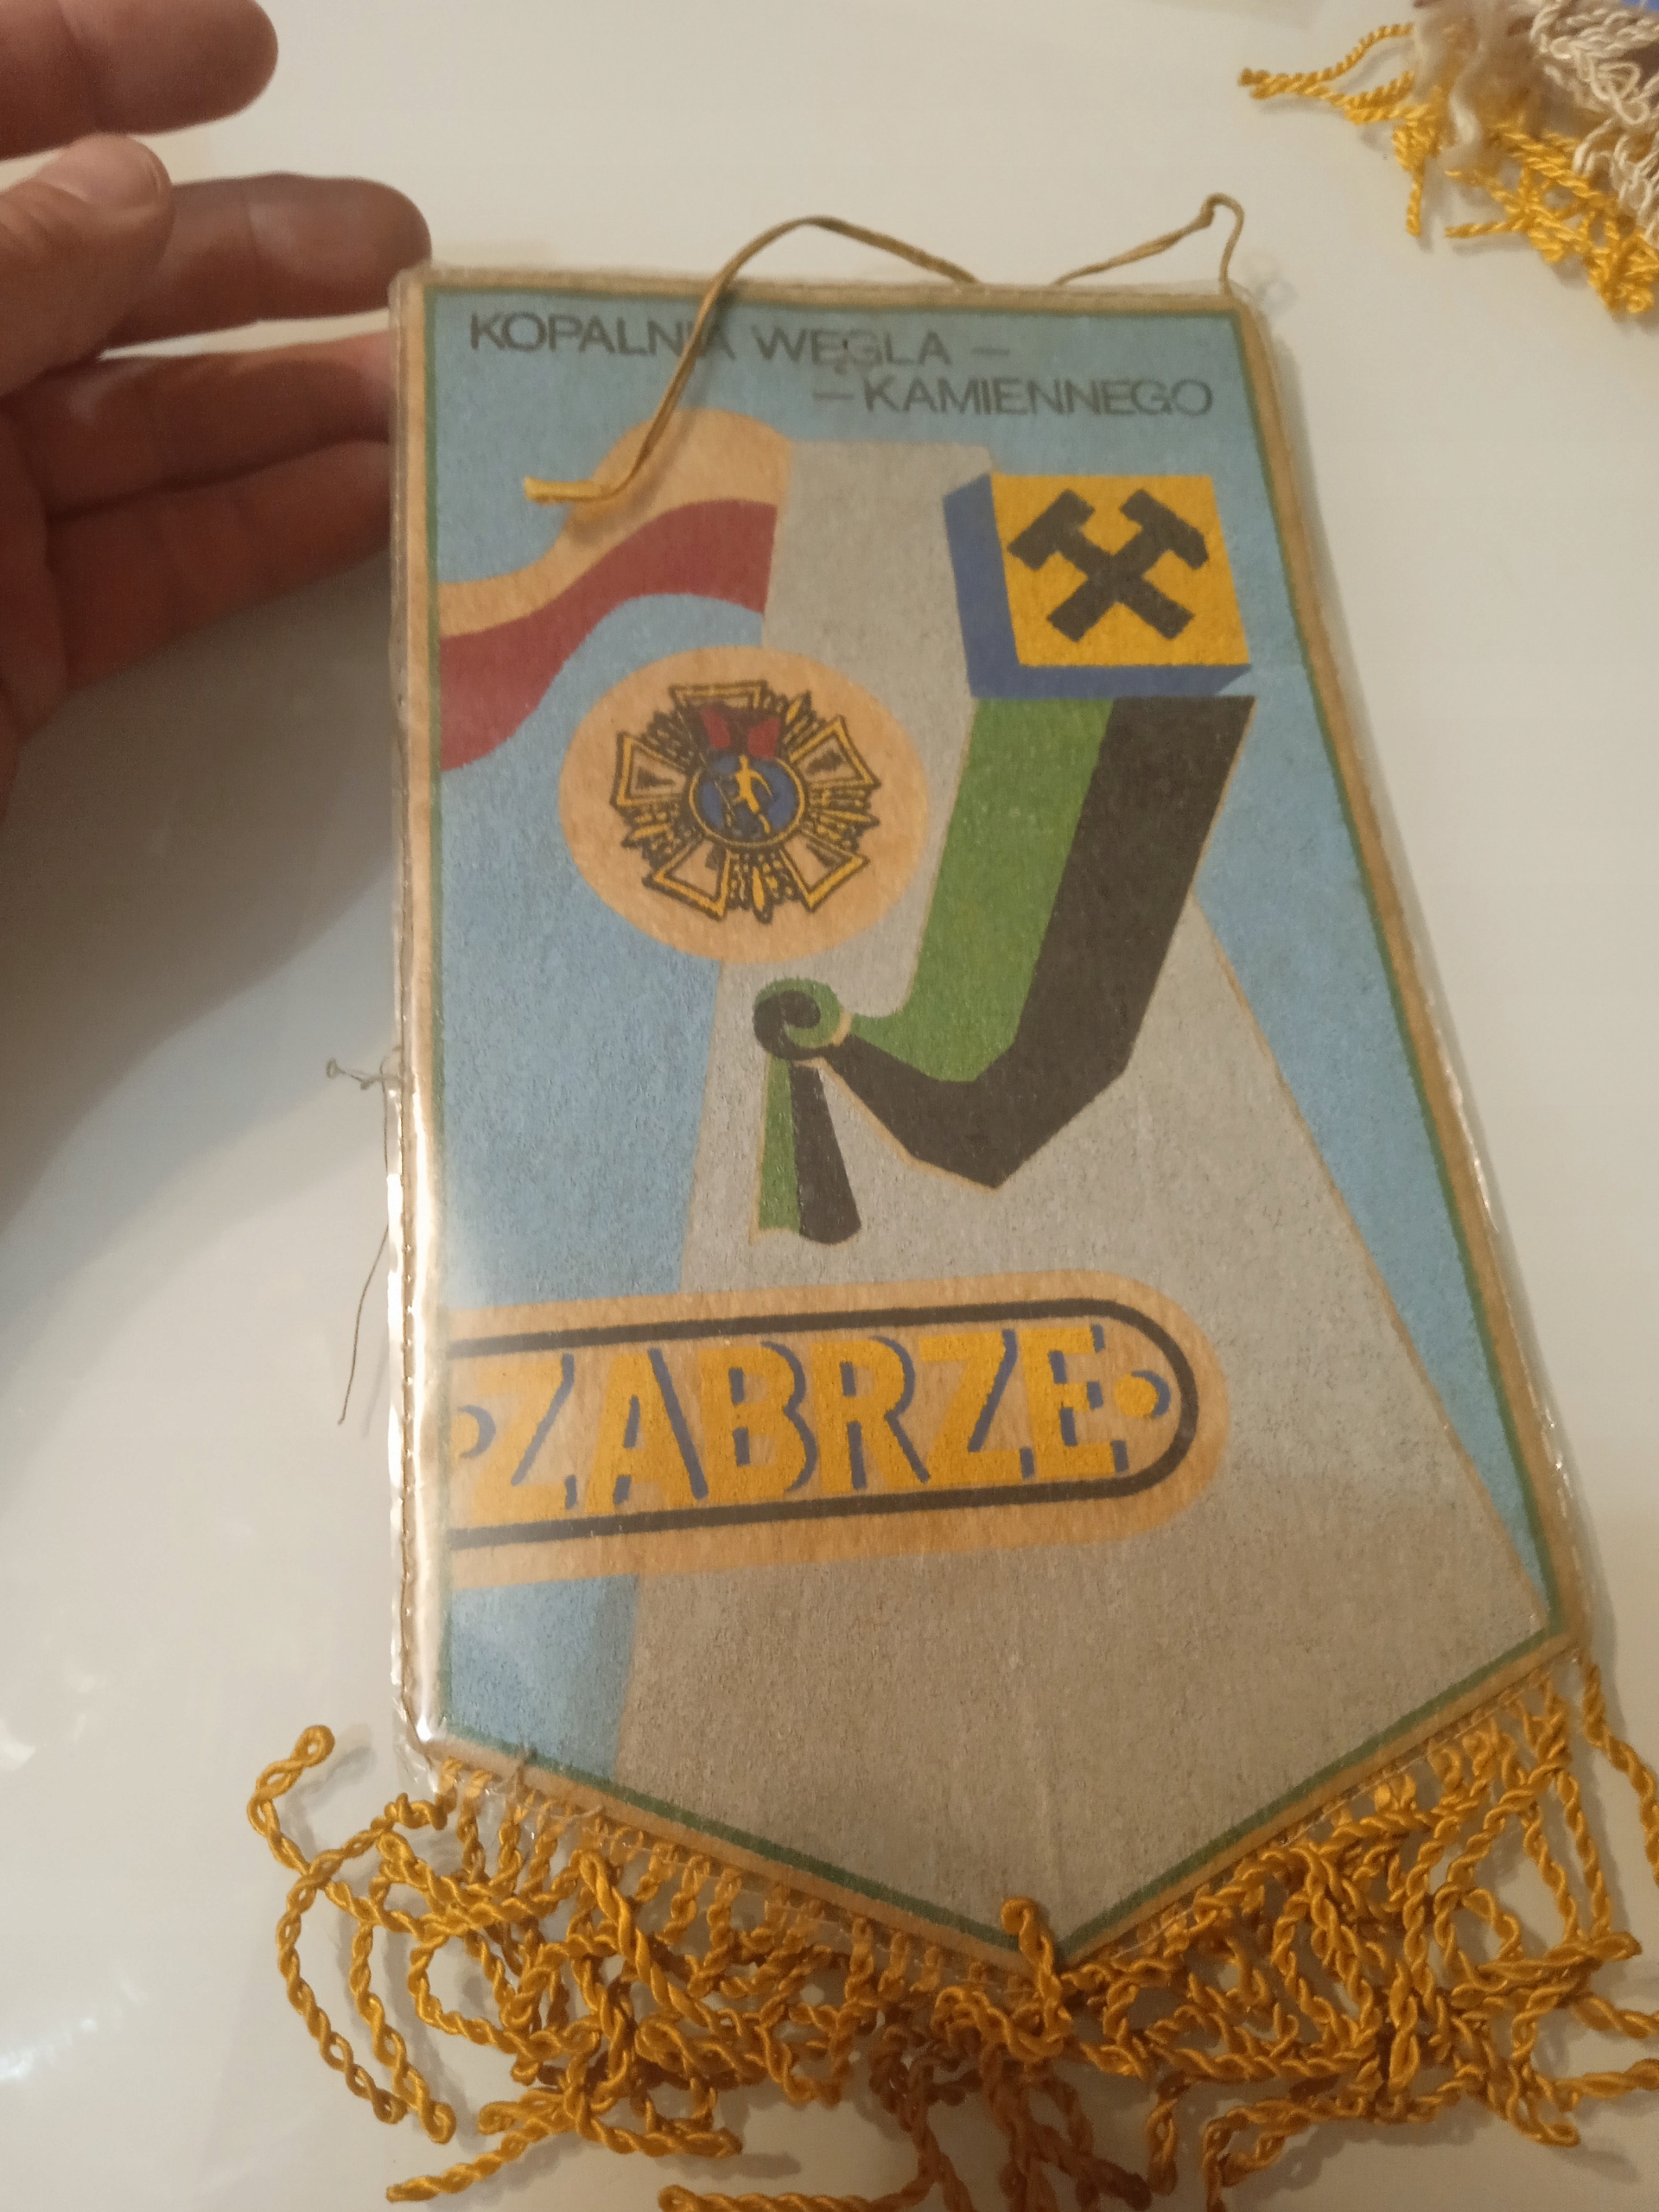 KOPALNIA WĘGLA —
— KAMIENNEGO
•ZABRZE•